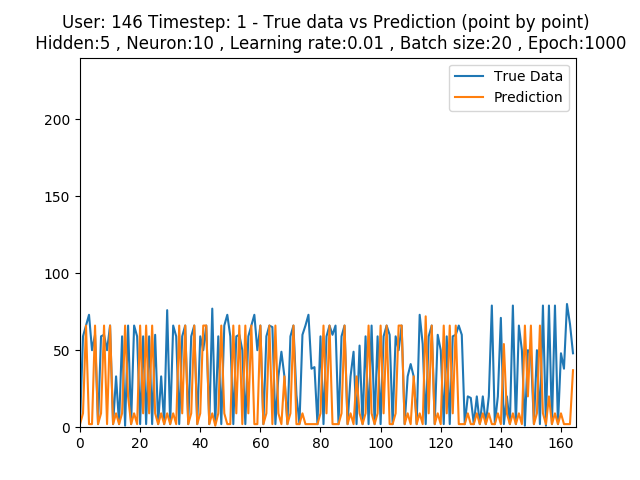 User: 146 Timestep: 1 - True data vs Prediction (point by point)
Hidden:5 , Neuron:10 , Learning rate:0.01 , Batch size:20 , Epoch:1000
True Data
Prediction
200
150
100
50
0
0 20 40 60 80 100 120 140 160